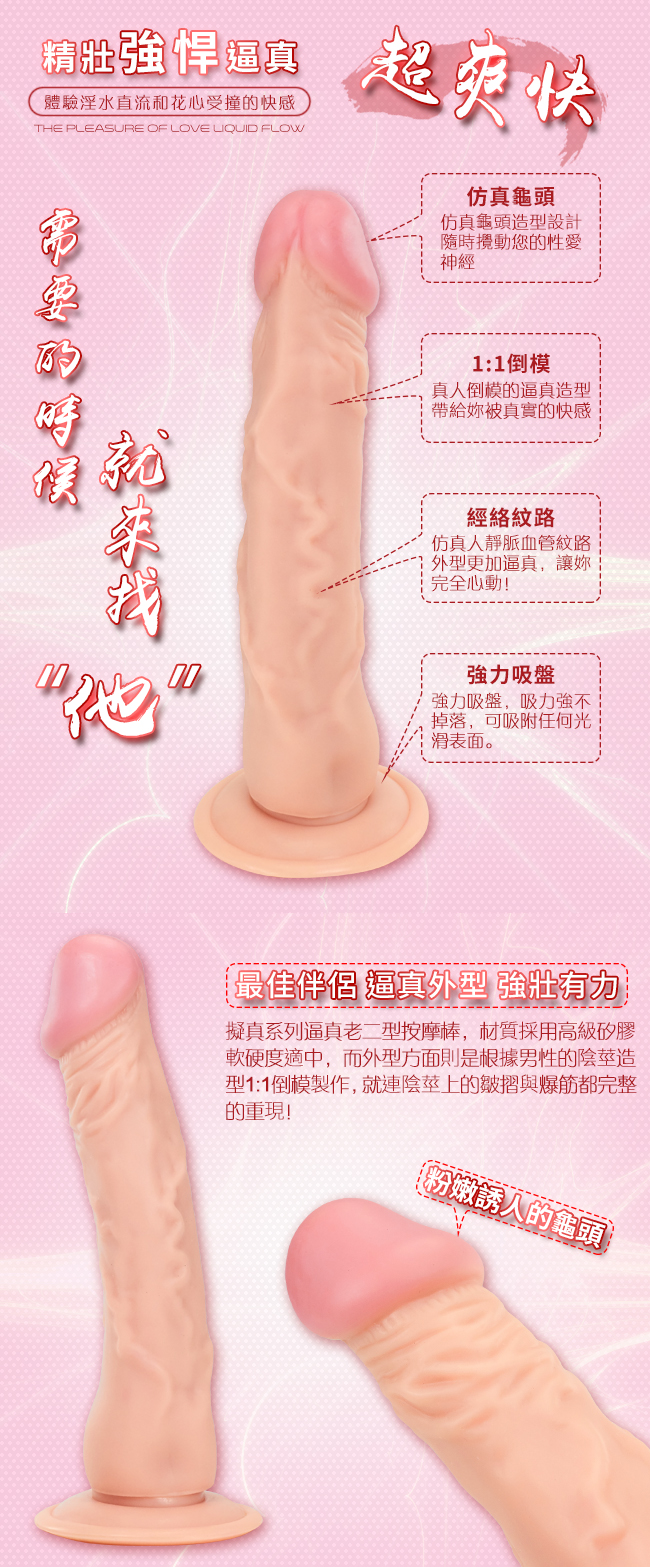 精壯強悍逼真
超爽快
體驗淫水直流和花心受撞的快感
THE PLEASURE OF LOVE LIQUID FLOW
需要的時候
就來找
"他"
仿真龜頭
仿真龜頭造型設計
隨時攪動您的性愛
神經
1:1倒模
真人倒模的逼真造型
帶給妳被真實的快感
經絡紋路
仿真人靜脈血管紋路
外型更加逼真，讓妳
完全心動!
強力吸盤
強力吸盤，吸力強不
掉落，可吸附任何光
滑表面。
最佳伴侶 逼真外型 強壯有力
擬真系列逼真老二型按摩棒，材質採用高級矽膠
軟硬度適中，而外型方面則是根據男性的陰莖造
型1:1倒模製作，就連陰莖上的皺摺與爆筋都完整
的重現!
粉嫩誘人的龜頭